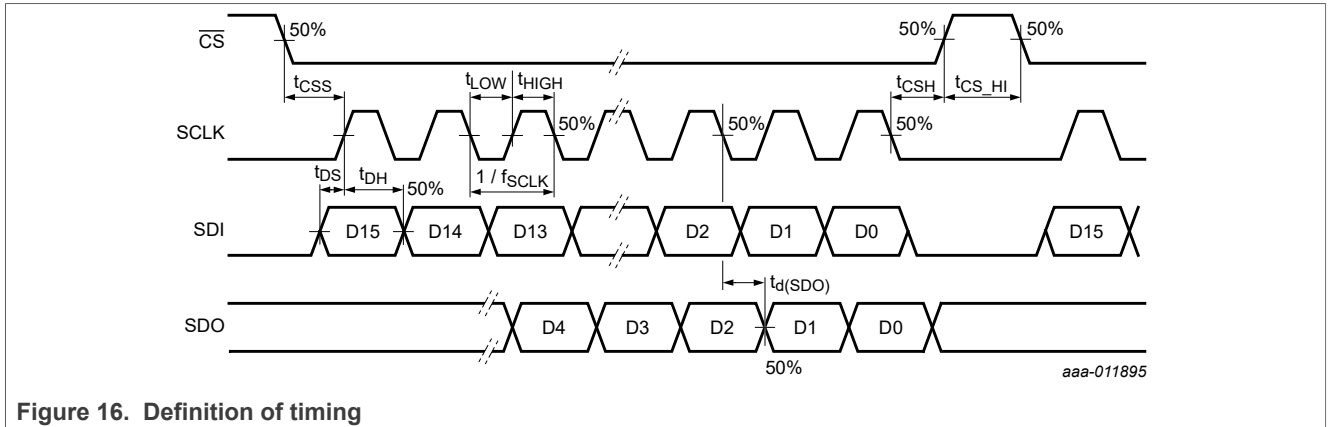 CS
50%
50%
50%
tCSS
tLOW
tHIGH
tCSH
tCS_HI
SCLK
50%
50%
50%
tDS
tDH
50%
1 / fSCLK
SDI
D15
D14
D13
D2
D1
D0
D15
td(SDO)
SDO
D4
D3
D2
D1
D0
50%
aaa-011895
Figure 16. Definition of timing